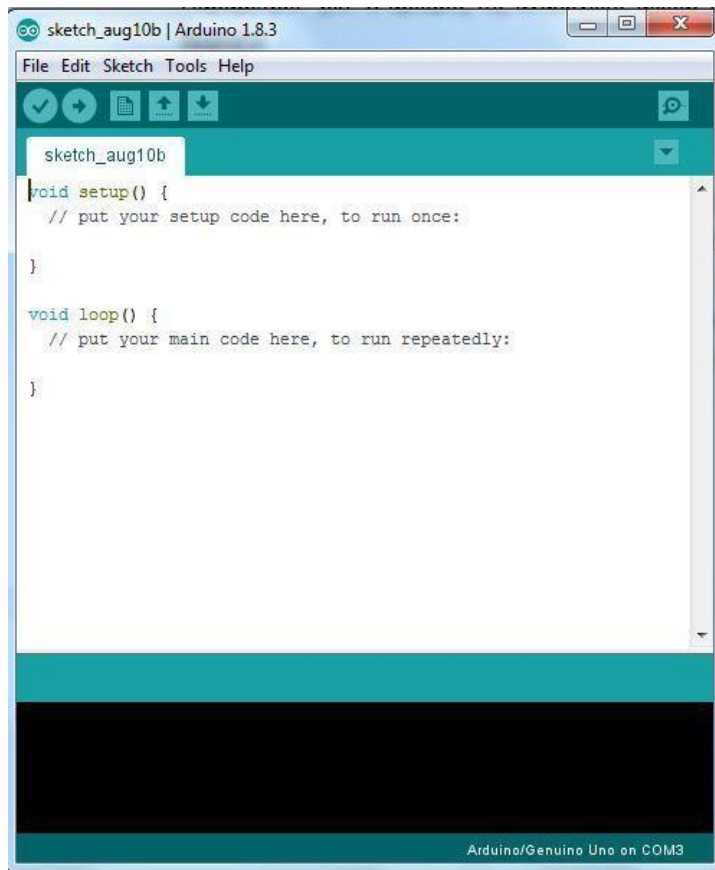 sketch_aug10b | Arduino 1.8.3
File Edit Sketch Tools Help
sketch_aug10b
void setup() {
  // put your setup code here, to run once:
}
void loop() {
  // put your main code here, to run repeatedly:
}
Arduino/Genuino Uno on COM3